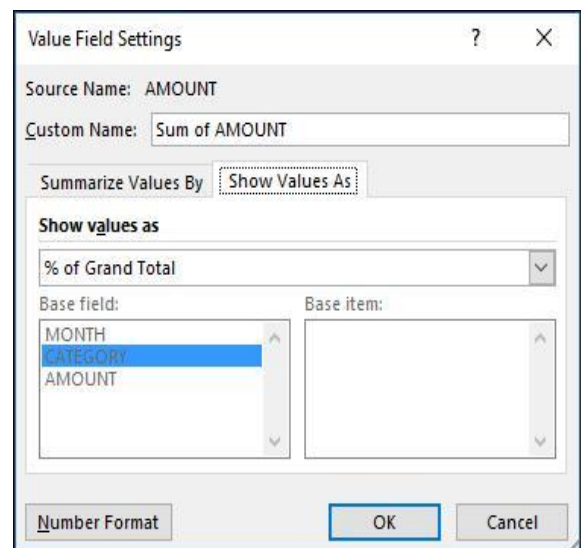 Value Field Settings ? X
Source Name: AMOUNT
Custom Name: Sum of AMOUNT
Summarize Values By Show Values As
Show values as
% of Grand Total
Base field: Base item:
MONTH
CATEGORY
AMOUNT
Number Format OK Cancel